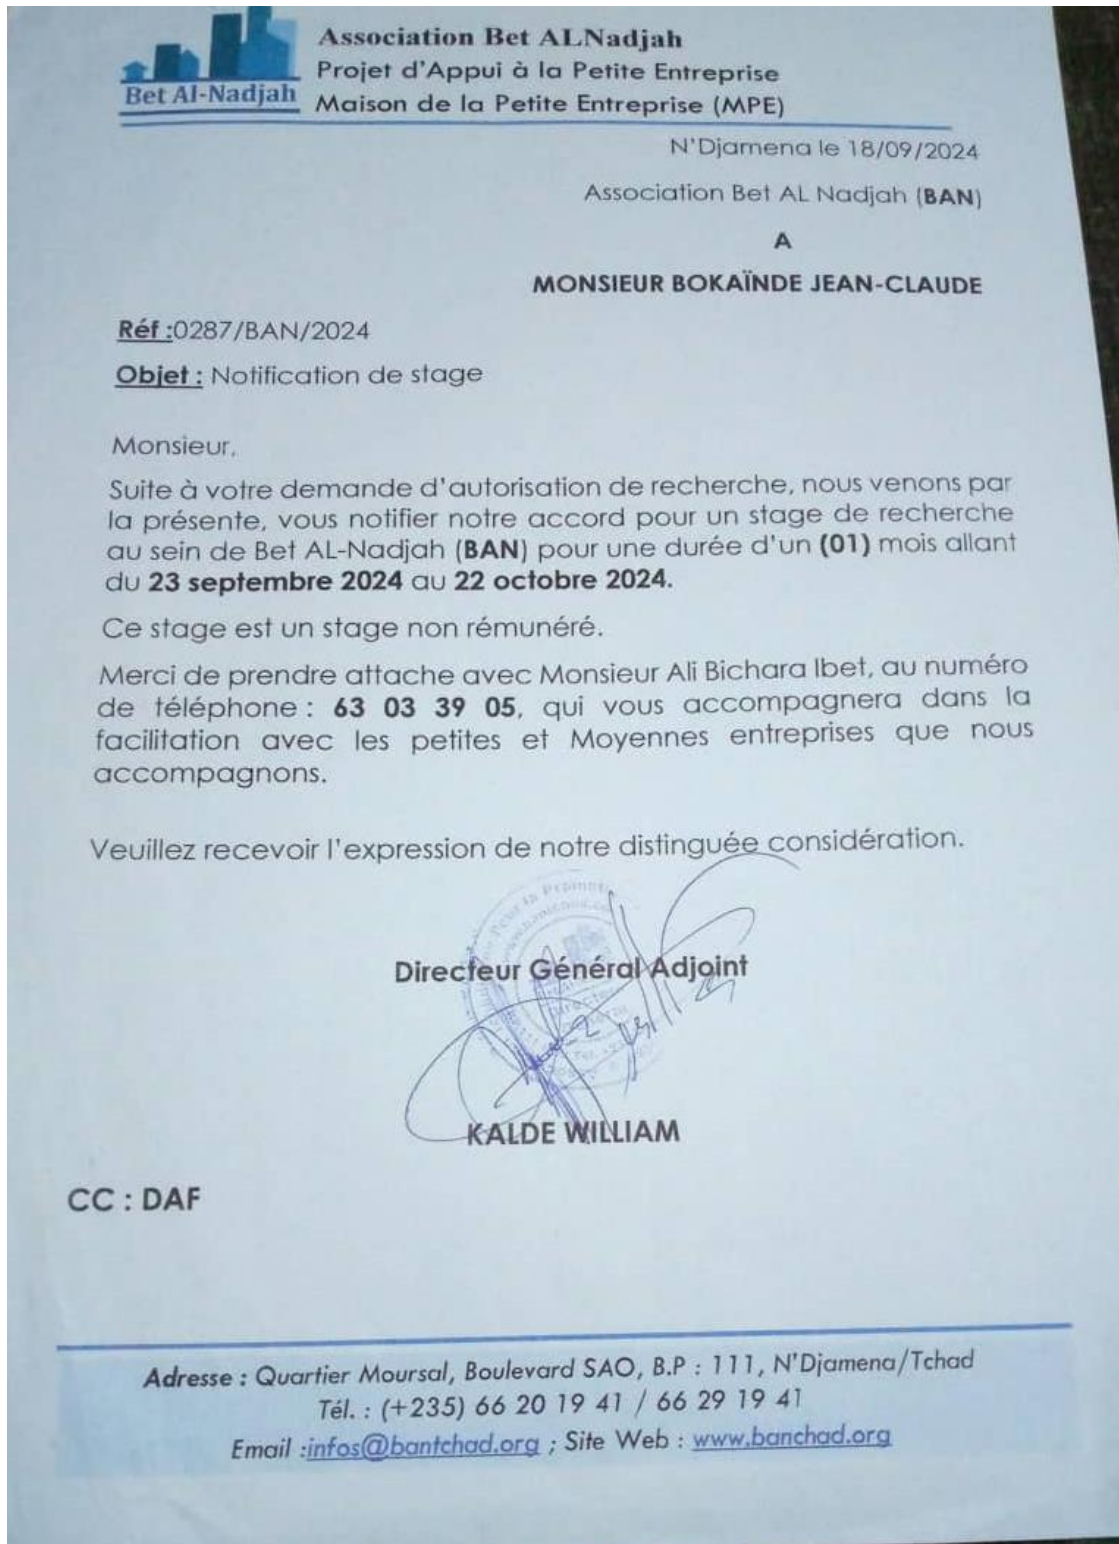 Bet Al-Nadjah
Association Bet ALNadjah
Projet d'Appui à la Petite Entreprise
Maison de la Petite Entreprise (MPE)
N'Djamena le 18/09/2024
Association Bet AL Nadjah (BAN)
A
MONSIEUR BOKAÏNDE JEAN-CLAUDE
Réf :0287/BAN/2024
Objet : Notification de stage
Monsieur,
Suite à votre demande d'autorisation de recherche, nous venons par
la présente, vous notifier notre accord pour un stage de recherche
au sein de Bet AL-Nadjah (BAN) pour une durée d'un (01) mois allant
du 23 septembre 2024 au 22 octobre 2024.
Ce stage est un stage non rémunéré.
Merci de prendre attache avec Monsieur Ali Bichara Ibet, au numéro
de téléphone : 63 03 39 05, qui vous accompagnera dans la
facilitation avec les petites et Moyennes entreprises que nous
accompagnons.
Veuillez recevoir l'expression de notre distinguée considération.
Pour la
Directeur Général Adjoint
KALDE WILLIAM
CC : DAF
Adresse : Quartier Moursal, Boulevard SAO, B.P : 111, N'Djamena/Tchad
Tél. : (+235) 66 20 19 41 / 66 29 19 41
Email :infos@bantchad.org ; Site Web : www.banchad.org